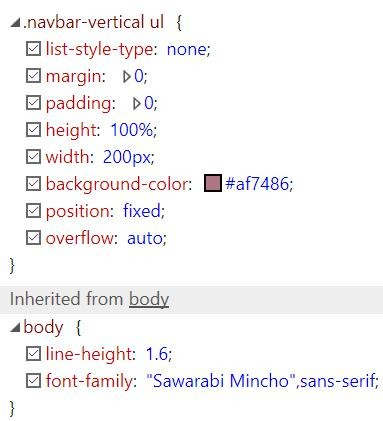 .navbar-vertical ul {
list-style-type: none;
margin: 0;
padding: 0;
height: 100%;
width: 200px;
background-color: #af7486;
position: fixed;
overflow: auto;
}
Inherited from body
body {
line-height: 1.6;
font-family: "Sawarabi Mincho",sans-serif;
}